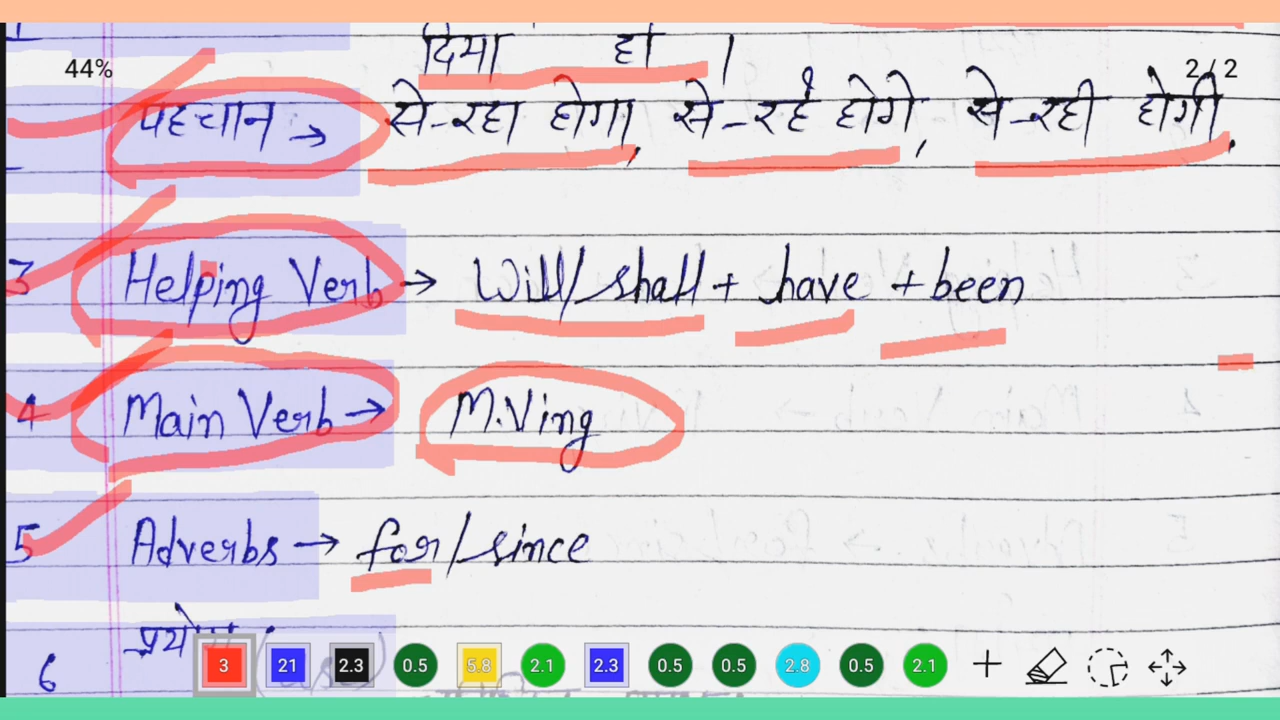 1 दिया हो ।
44% 2/2
पहचान → से-रहा होगा, से-रहे होगे, से-रही होगी,
3 Helping Verb → Will/shall + have + been
4 Main Verb → M.Ving
5 Adverbs → for/since
6
3 21 2.3 0.5 5.8 2.1 2.3 0.5 0.5 2.8 0.5 2.1 +